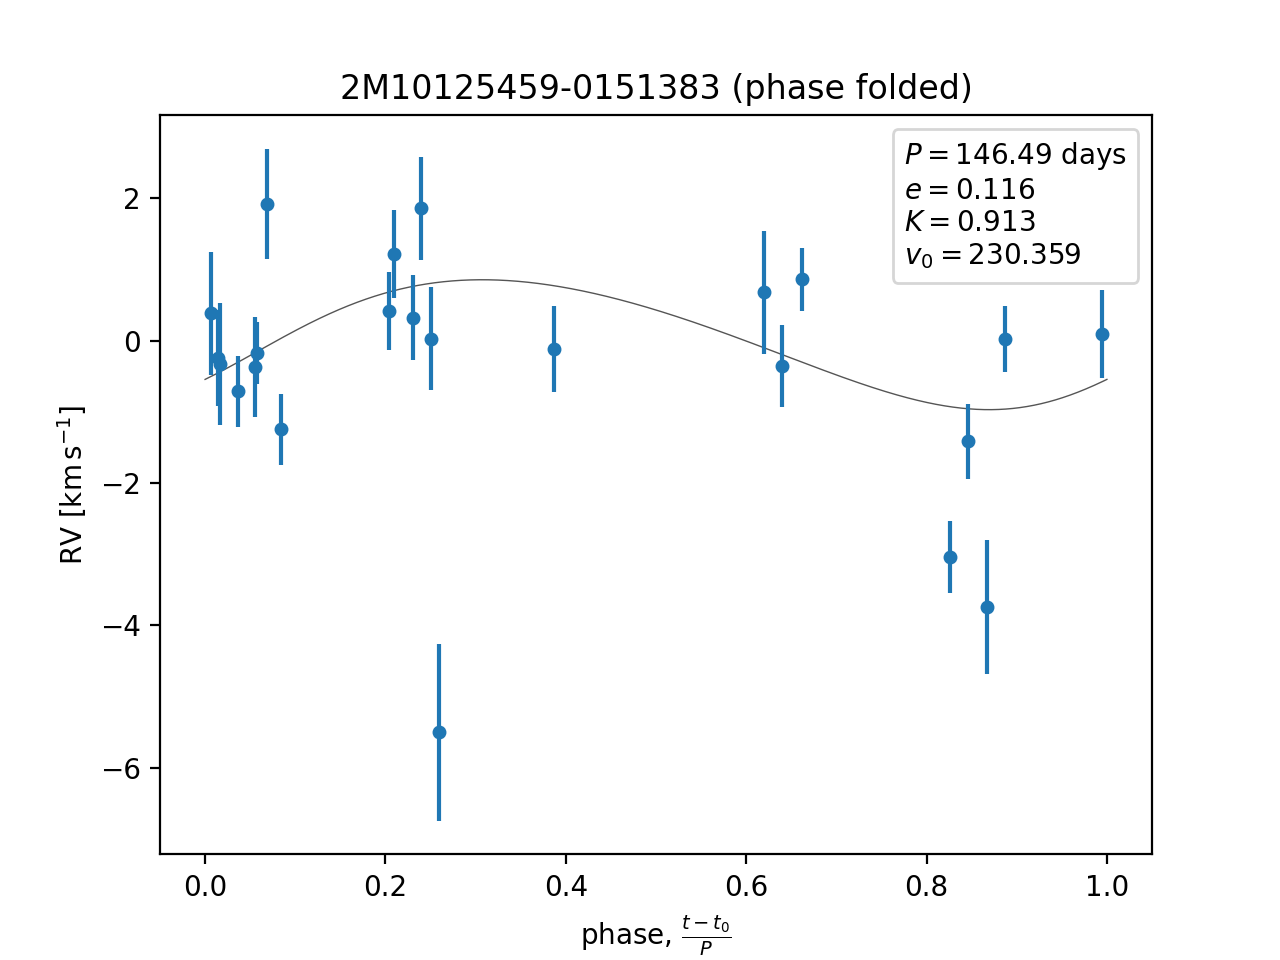 2M10125459-0151383 (phase folded)
P = 146.49 days
e = 0.116
K = 0.913
v₀ = 230.359
RV [km s⁻¹]
2
0
−2
−4
−6
0.0 0.2 0.4 0.6 0.8 1.0
phase, (t − t₀)/P